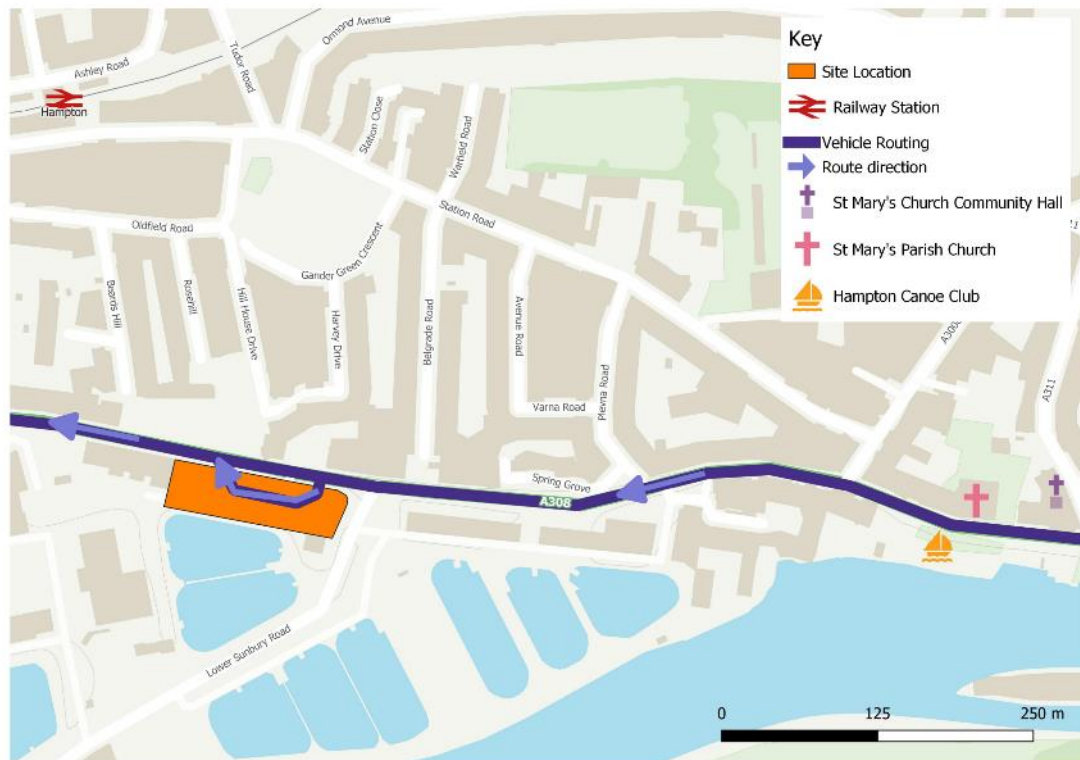 Ormond Avenue
Ashley Road
Tudor Road
Hampton
Station Close
Warfield Road
Station Road
Oldfield Road
Gander Green Crescent
Beards Hill
Rosehill
Hill House Drive
Harvey Drive
Belgrade Road
Avenue Road
Plevna Road
Varna Road
Spring Grove
A308
A311
Lower Sunbury Road
Key
Site Location
Railway Station
Vehicle Routing
Route direction
St Mary's Church Community Hall
St Mary's Parish Church
Hampton Canoe Club
0
125
250 m